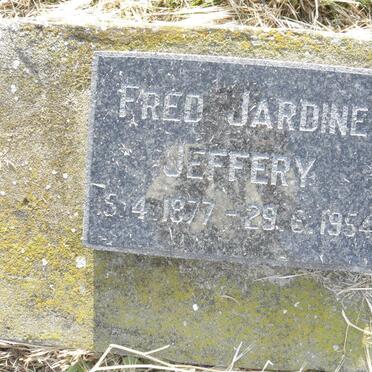 FRED JARDINE
JEFFERY
5.4.1877 - 29.6.1954